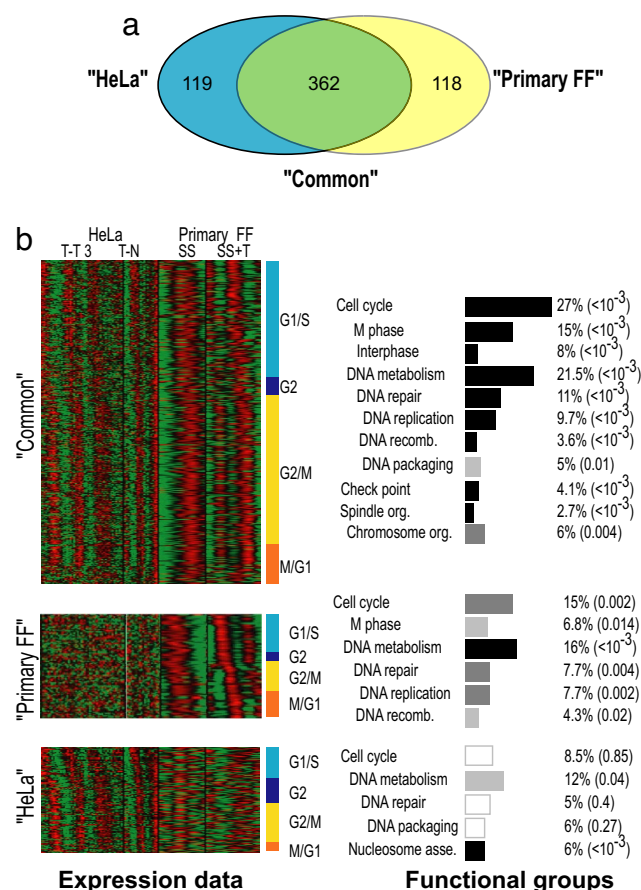 a
"HeLa" 119 362 118 "Primary FF"
"Common"
b
HeLa Primary FF
T-T 3 T-N SS SS+T
"Common"
G1/S
G2
G2/M
M/G1
Cell cycle 27% (<10-3)
M phase 15% (<10-3)
Interphase 8% (<10-3)
DNA metabolism 21.5% (<10-3)
DNA repair 11% (<10-3)
DNA replication 9.7% (<10-3)
DNA recomb. 3.6% (<10-3)
DNA packaging 5% (0.01)
Check point 4.1% (<10-3)
Spindle org. 2.7% (<10-3)
Chromosome org. 6% (0.004)
"Primary FF"
G1/S
G2
G2/M
M/G1
Cell cycle 15% (0.002)
M phase 6.8% (0.014)
DNA metabolism 16% (<10-3)
DNA repair 7.7% (0.004)
DNA replication 7.7% (0.002)
DNA recomb. 4.3% (0.02)
"HeLa"
G1/S
G2
G2/M
M/G1
Cell cycle 8.5% (0.85)
DNA metabolism 12% (0.04)
DNA repair 5% (0.4)
DNA packaging 6% (0.27)
Nucleosome asse. 6% (<10-3)
Expression data Functional groups